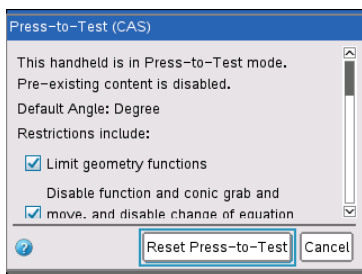 Press-to-Test (CAS)
This handheld is in Press-to-Test mode.
Pre-existing content is disabled.
Default Angle: Degree
Restrictions include:
Limit geometry functions
Disable function and conic grab and
move, and disable change of equation
?
Reset Press-to-Test
Cancel